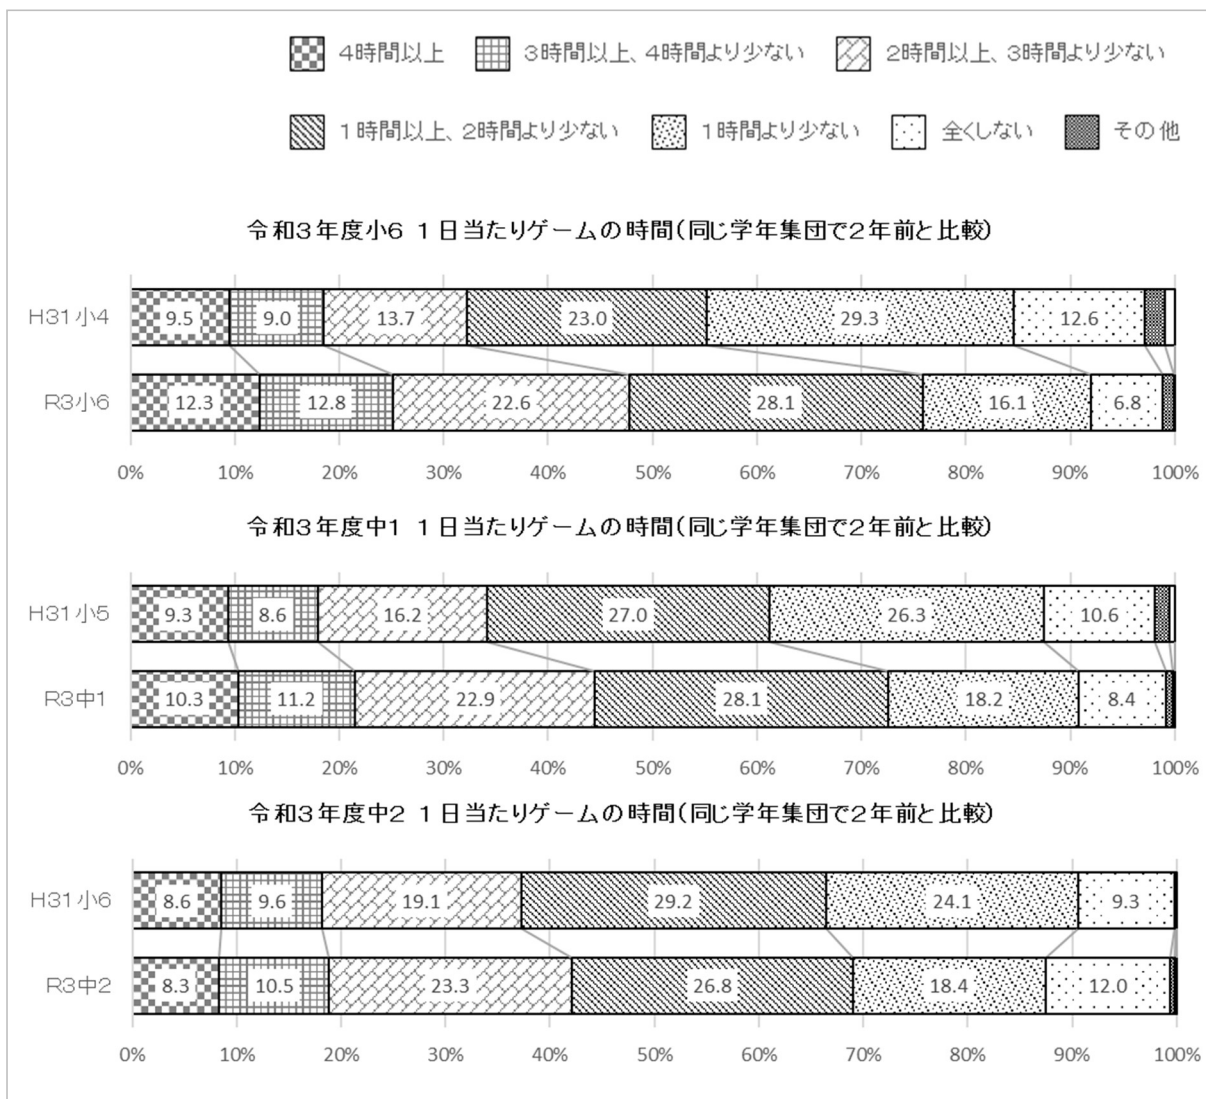 4時間以上 3時間以上、4時間より少ない 2時間以上、3時間より少ない
1時間以上、2時間より少ない 1時間より少ない 全くしない その他
令和3年度小6 1日当たりゲームの時間(同じ学年集団で2年前と比較)
H31小4 9.5 9.0 13.7 23.0 29.3 12.6
R3小6 12.3 12.8 22.6 28.1 16.1 6.8
0% 10% 20% 30% 40% 50% 60% 70% 80% 90% 100%
令和3年度中1 1日当たりゲームの時間(同じ学年集団で2年前と比較)
H31小5 9.3 8.6 16.2 27.0 26.3 10.6
R3中1 10.3 11.2 22.9 28.1 18.2 8.4
0% 10% 20% 30% 40% 50% 60% 70% 80% 90% 100%
令和3年度中2 1日当たりゲームの時間(同じ学年集団で2年前と比較)
H31小6 8.6 9.6 19.1 29.2 24.1 9.3
R3中2 8.3 10.5 23.3 26.8 18.4 12.0
0% 10% 20% 30% 40% 50% 60% 70% 80% 90% 100%